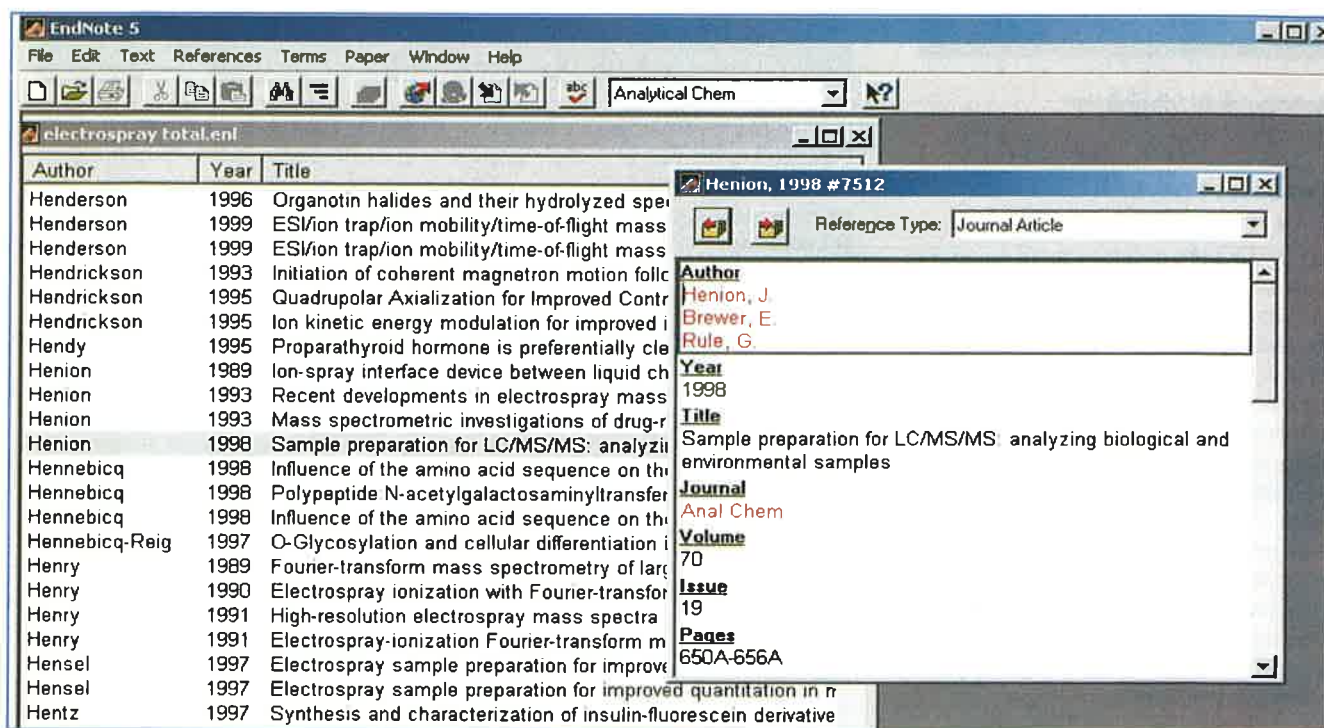 EndNote 5
File Edit Text References Terms Paper Window Help
abc Analytical Chem
electrospray total.enl
Author Year Title
Henderson 1996 Organotin halides and their hydrolyzed spe
Henderson 1999 ESI/ion trap/ion mobility/time-of-flight mass
Henderson 1999 ESI/ion trap/ion mobility/time-of-flight mass
Hendrickson 1993 Initiation of coherent magnetron motion follo
Hendrickson 1995 Quadrupolar Axialization for Improved Contr
Hendrickson 1995 Ion kinetic energy modulation for improved i
Hendy 1995 Proparathyroid hormone is preferentially cle
Henion 1989 Ion-spray interface device between liquid ch
Henion 1993 Recent developments in electrospray mass
Henion 1993 Mass spectrometric investigations of drug-r
Henion 1998 Sample preparation for LC/MS/MS: analyzi
Hennebicq 1998 Influence of the amino acid sequence on the
Hennebicq 1998 Polypeptide N-acetylgalactosaminyltransfer
Hennebicq 1998 Influence of the amino acid sequence on the
Hennebicq-Reig 1997 O-Glycosylation and cellular differentiation i
Henry 1989 Fourier-transform mass spectrometry of larg
Henry 1990 Electrospray ionization with Fourier-transfor
Henry 1991 High-resolution electrospray mass spectra
Henry 1991 Electrospray-ionization Fourier-transform m
Hensel 1997 Electrospray sample preparation for improve
Hensel 1997 Electrospray sample preparation for improved quantitation in m
Hentz 1997 Synthesis and characterization of insulin-fluorescein derivative
Henion, 1998 #7512
Reference Type: Journal Article
Author
Henion, J.
Brewer, E.
Rule, G.
Year
1998
Title
Sample preparation for LC/MS/MS: analyzing biological and
environmental samples
Journal
Anal Chem
Volume
70
Issue
19
Pages
650A-656A